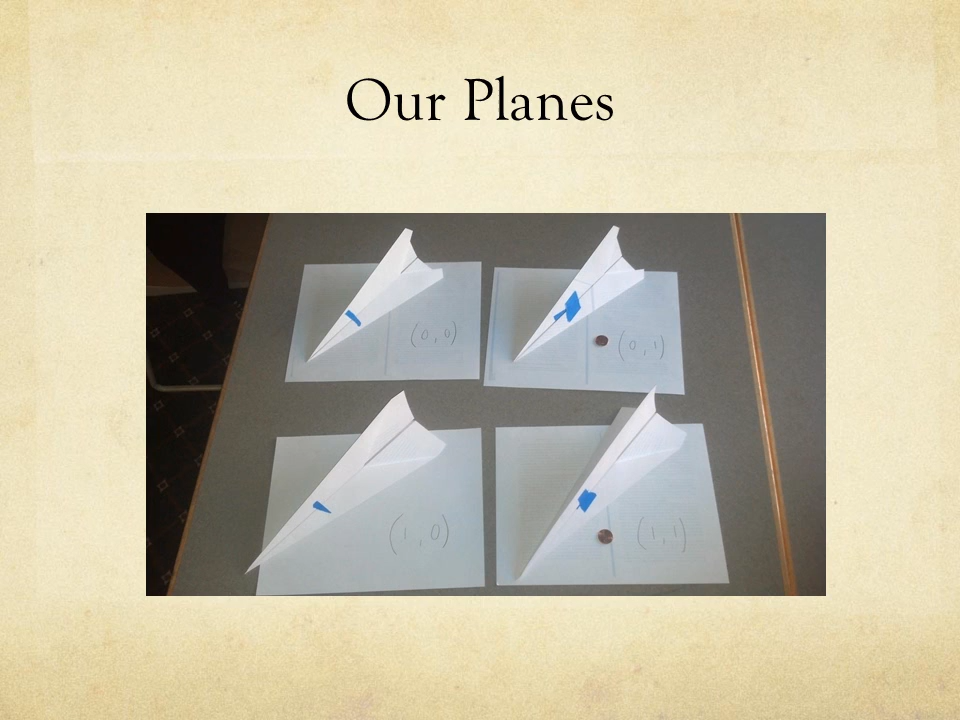 Our Planes
(0, 0)
(0, 1)
(1, 0)
(1, 1)